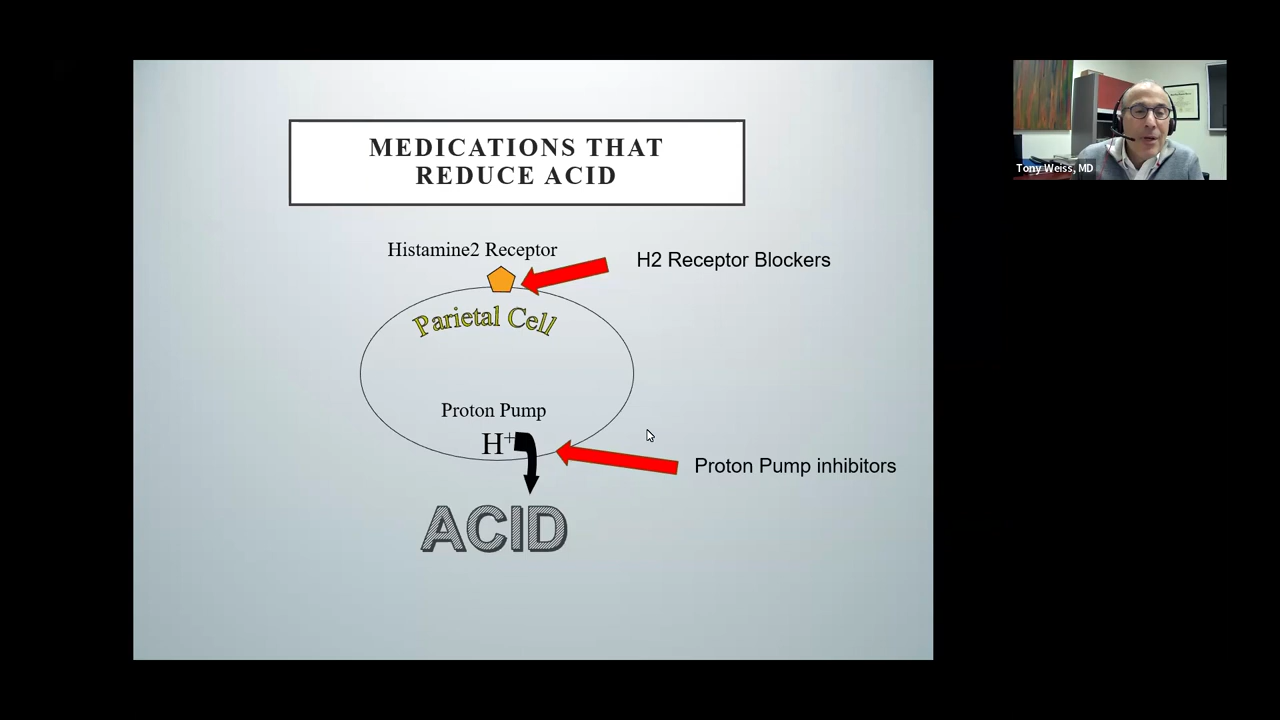 MEDICATIONS THAT
REDUCE ACID
Histamine2 Receptor
H2 Receptor Blockers
Parietal Cell
Proton Pump
H+
Proton Pump inhibitors
ACID
Tony Weiss, MD